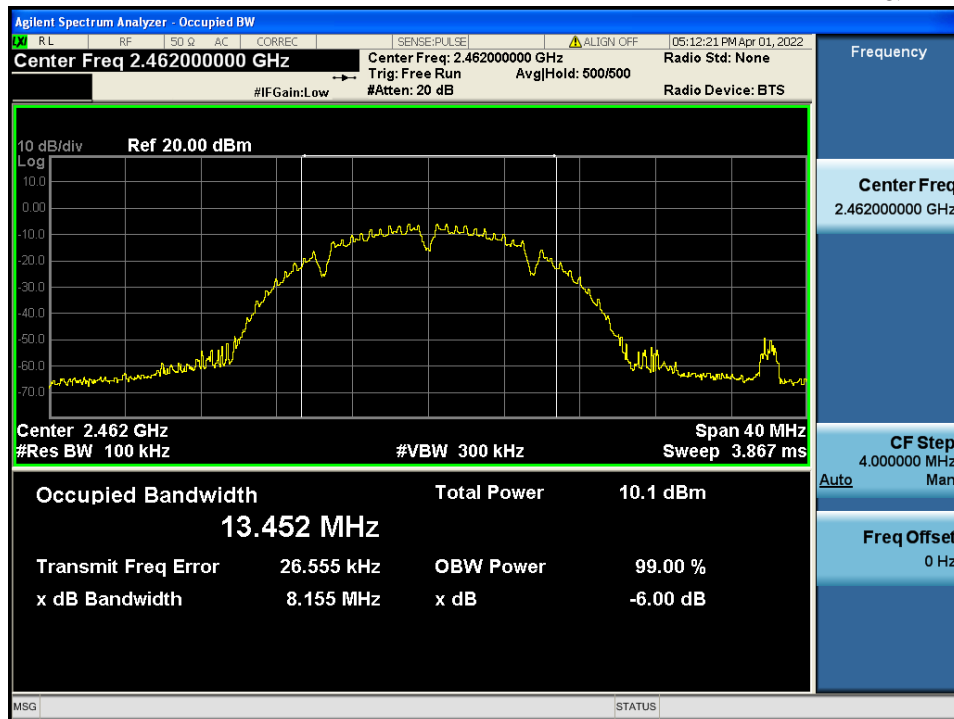 Agilent Spectrum Analyzer - Occupied BW
LXI RL RF 50 Ω AC CORREC SENSE:PULSE ALIGN OFF 05:12:21 PM Apr 01, 2022
Center Freq 2.462000000 GHz
Center Freq: 2.462000000 GHz
Radio Std: None
Trig: Free Run Avg|Hold: 500/500
#IFGain:Low #Atten: 20 dB Radio Device: BTS
10 dB/div Ref 20.00 dBm
Log
10.0
0.00
-10.0
-20.0
-30.0
-40.0
-50.0
-60.0
-70.0
Center 2.462 GHz Span 40 MHz
#Res BW 100 kHz #VBW 300 kHz Sweep 3.867 ms
Occupied Bandwidth Total Power 10.1 dBm
13.452 MHz
Transmit Freq Error 26.555 kHz OBW Power 99.00 %
x dB Bandwidth 8.155 MHz x dB -6.00 dB
Frequency
Center Freq
2.462000000 GHz
CF Step
4.000000 MHz
Auto Man
Freq Offset
0 Hz
MSG STATUS